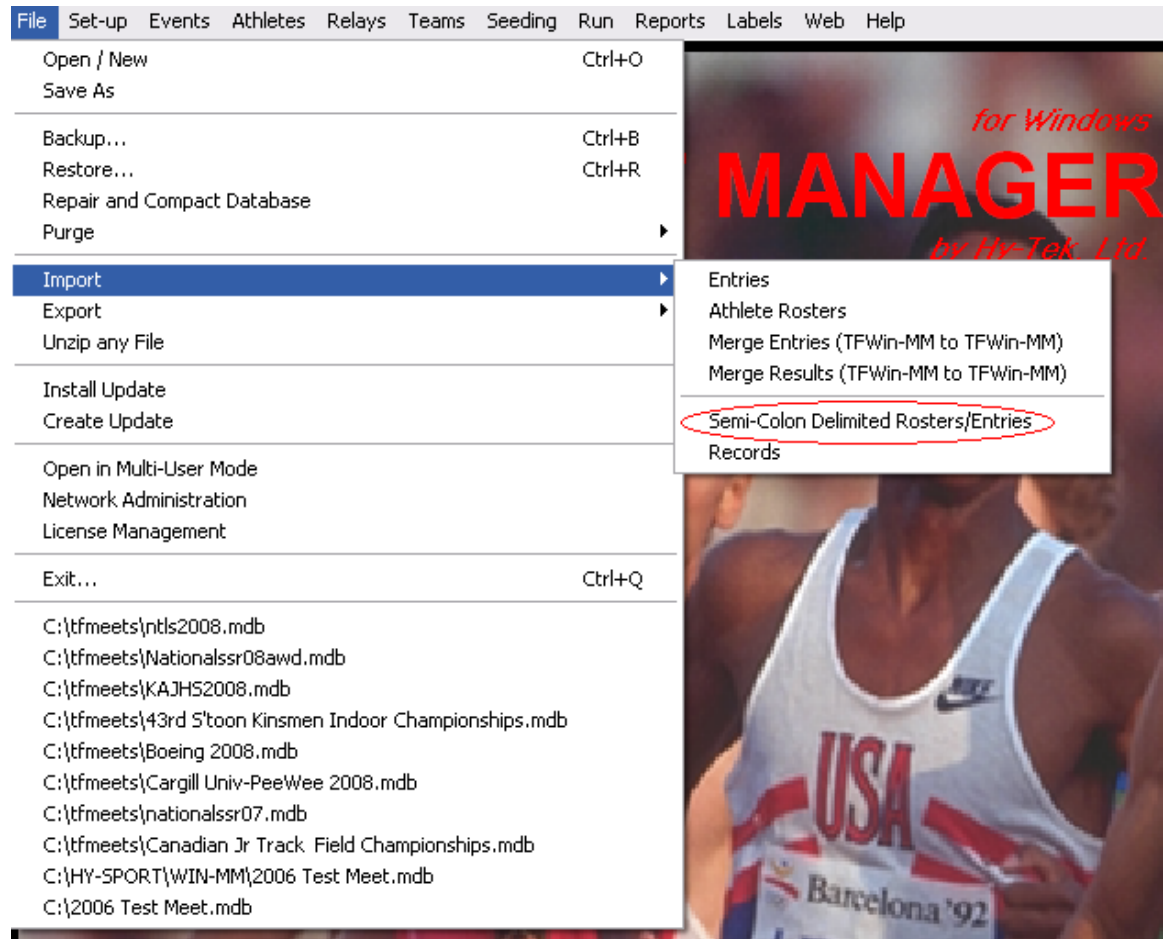 File Set-up Events Athletes Relays Teams Seeding Run Reports Labels Web Help
Open / New Ctrl+O
Save As
Backup... Ctrl+B
Restore... Ctrl+R
Repair and Compact Database
Purge
Import
Export
Unzip any File
Install Update
Create Update
Open in Multi-User Mode
Network Administration
License Management
Exit... Ctrl+Q
C:\tfmeets\ntls2008.mdb
C:\tfmeets\Nationalssr08awd.mdb
C:\tfmeets\KAJHS2008.mdb
C:\tfmeets\43rd S'toon Kinsmen Indoor Championships.mdb
C:\tfmeets\Boeing 2008.mdb
C:\tfmeets\Cargill Univ-PeeWee 2008.mdb
C:\tfmeets\nationalssr07.mdb
C:\tfmeets\Canadian Jr Track  Field Championships.mdb
C:\HY-SPORT\WIN-MM\2006 Test Meet.mdb
C:\2006 Test Meet.mdb
Entries
Athlete Rosters
Merge Entries (TFWin-MM to TFWin-MM)
Merge Results (TFWin-MM to TFWin-MM)
Semi-Colon Delimited Rosters/Entries
Records
for Windows
MANAGER
by Hy-Tek, Ltd.
NIKE
USA
Barcelona '92